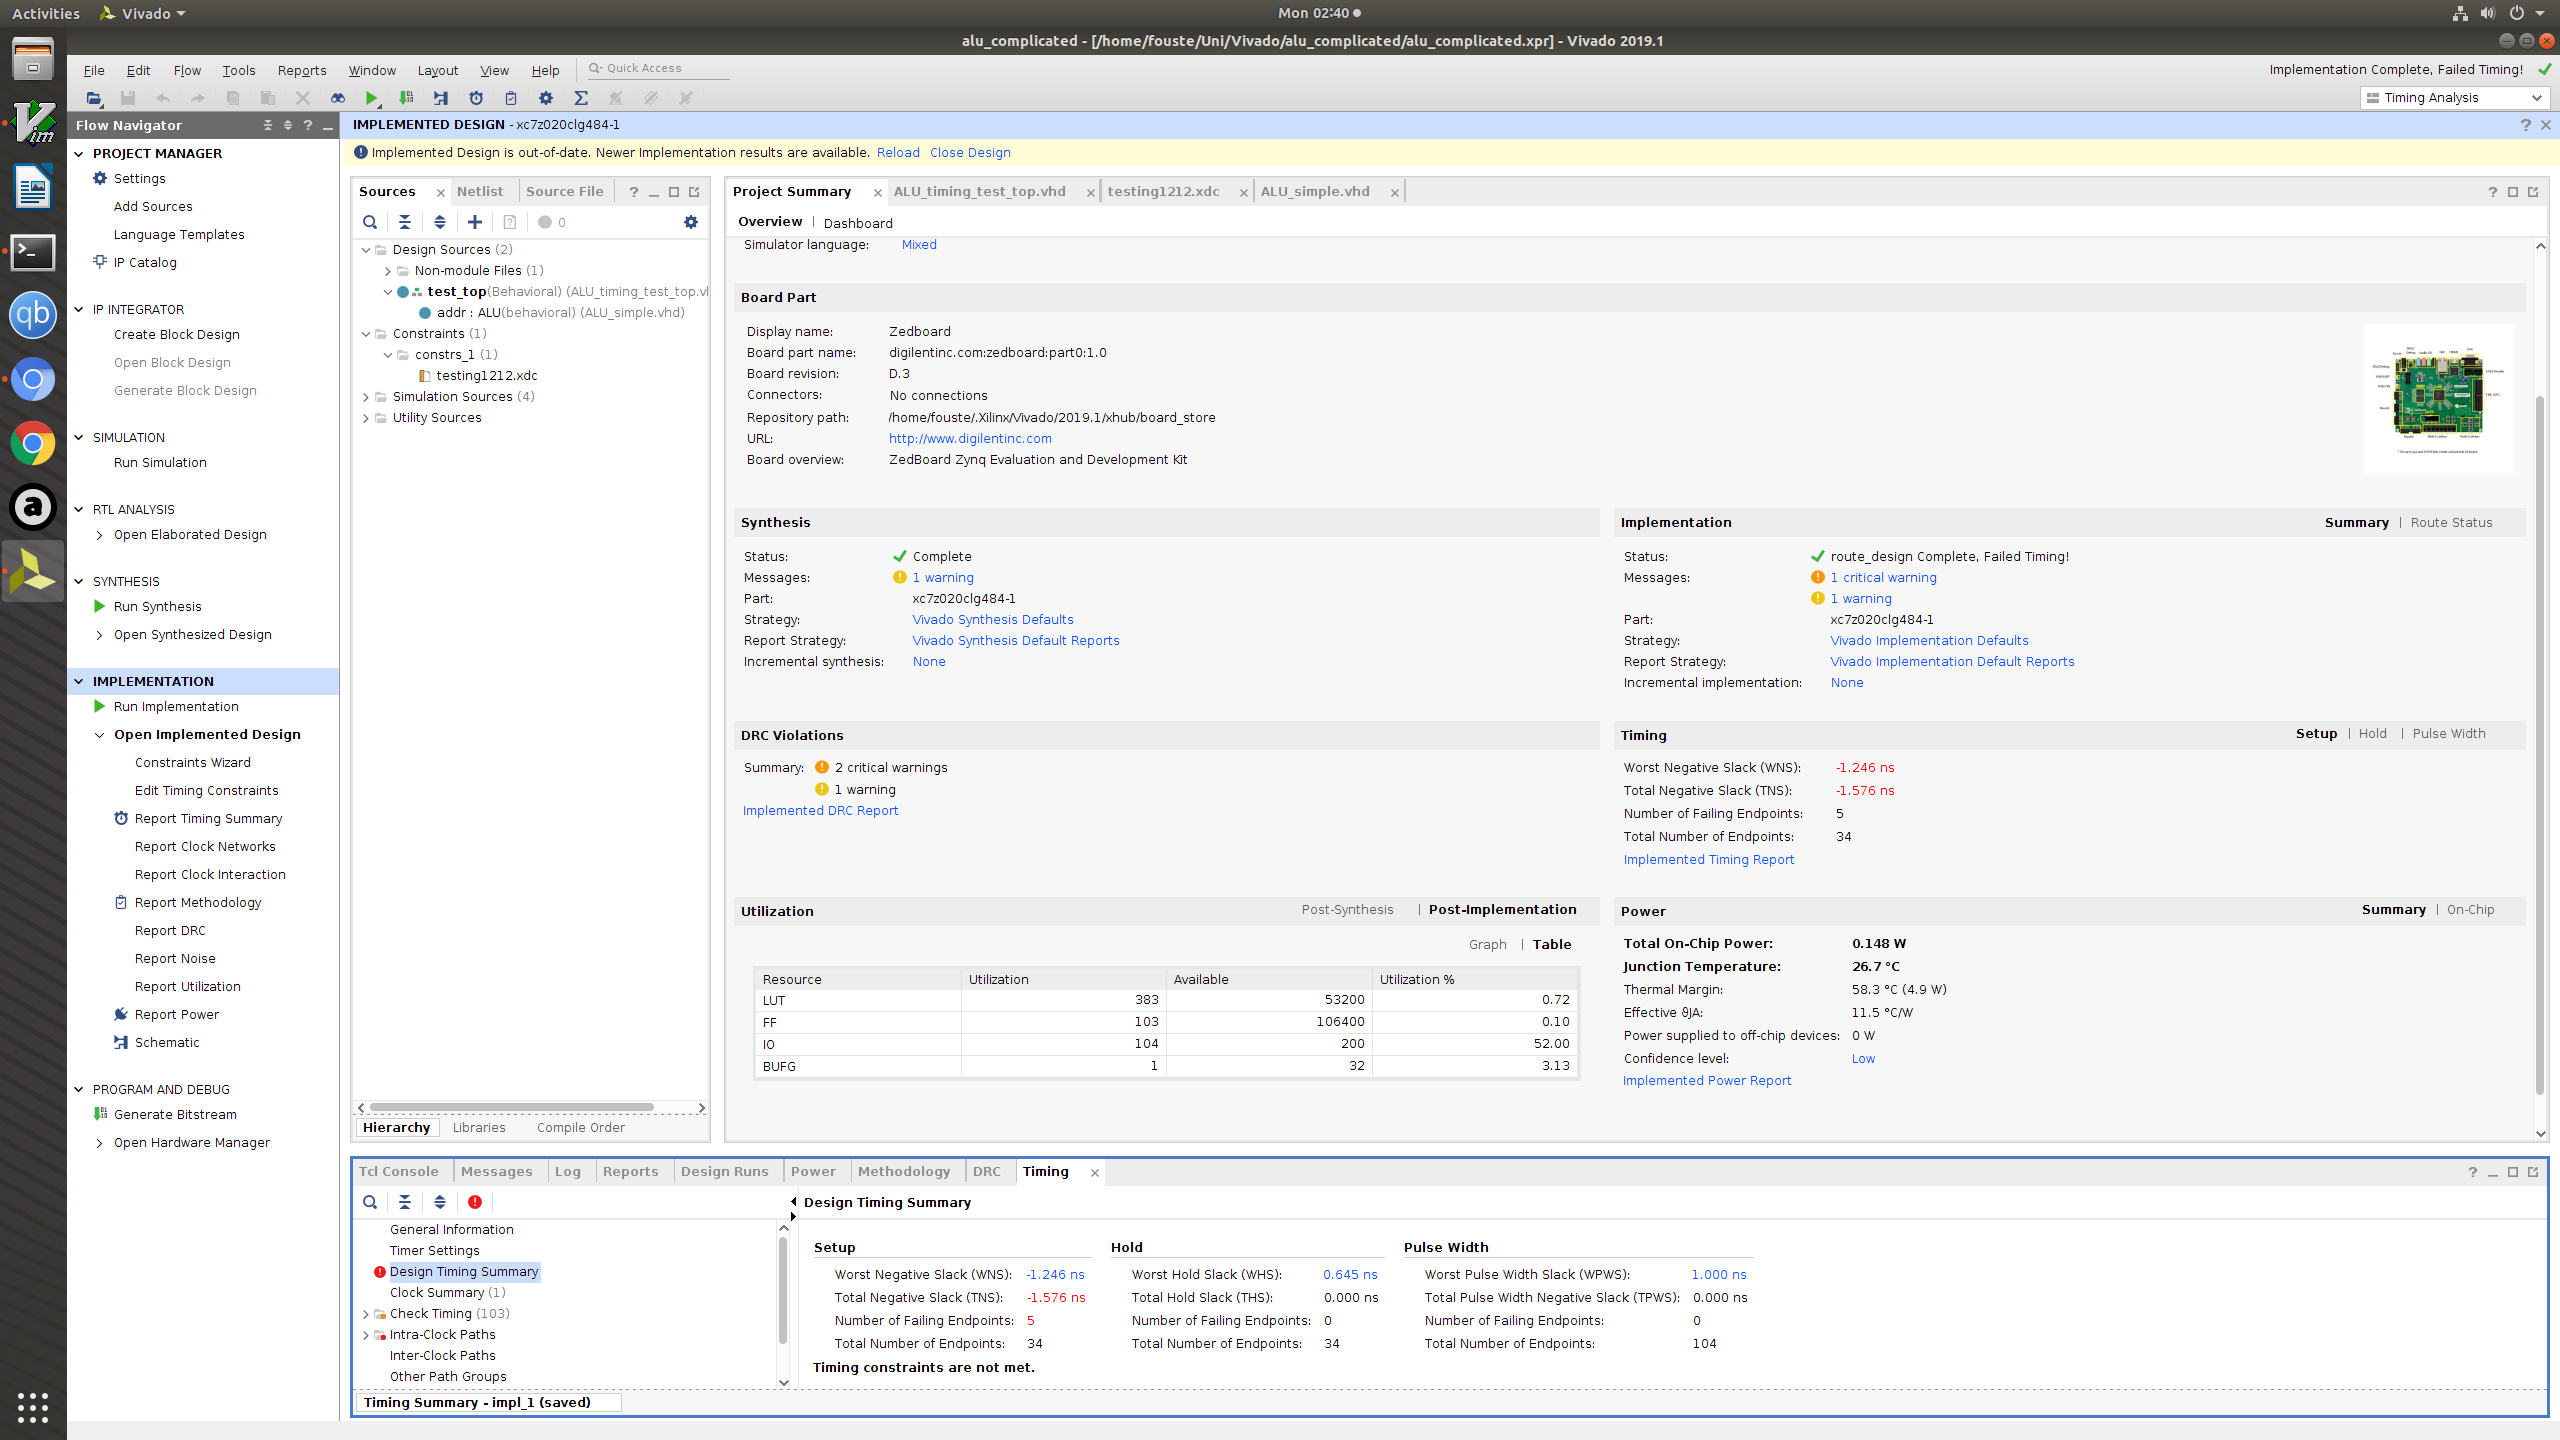 Activities Vivado Mon 02:40
alu_complicated - [/home/fouste/Uni/Vivado/alu_complicated/alu_complicated.xpr] - Vivado 2019.1
File Edit Flow Tools Reports Window Layout View Help Quick Access Implementation Complete, Failed Timing!
Timing Analysis
Flow Navigator
IMPLEMENTED DESIGN - xc7z020clg484-1
Implemented Design is out-of-date. Newer Implementation results are available. Reload Close Design
PROJECT MANAGER
Settings
Add Sources
Language Templates
IP Catalog
IP INTEGRATOR
Create Block Design
Open Block Design
Generate Block Design
SIMULATION
Run Simulation
RTL ANALYSIS
Open Elaborated Design
SYNTHESIS
Run Synthesis
Open Synthesized Design
IMPLEMENTATION
Run Implementation
Open Implemented Design
Constraints Wizard
Edit Timing Constraints
Report Timing Summary
Report Clock Networks
Report Clock Interaction
Report Methodology
Report DRC
Report Noise
Report Utilization
Report Power
Schematic
PROGRAM AND DEBUG
Generate Bitstream
Open Hardware Manager
Sources Netlist Source File
0
Design Sources (2)
Non-module Files (1)
test_top(Behavioral) (ALU_timing_test_top.vh
addr : ALU(behavioral) (ALU_simple.vhd)
Constraints (1)
constrs_1 (1)
testing1212.xdc
Simulation Sources (4)
Utility Sources
Hierarchy Libraries Compile Order
Project Summary ALU_timing_test_top.vhd testing1212.xdc ALU_simple.vhd
Overview | Dashboard
Simulator language: Mixed
Board Part
Display name: Zedboard
Board part name: digilentinc.com:zedboard:part0:1.0
Board revision: D.3
Connectors: No connections
Repository path: /home/fouste/.Xilinx/Vivado/2019.1/xhub/board_store
URL: http://www.digilentinc.com
Board overview: ZedBoard Zynq Evaluation and Development Kit
Synthesis
Status: Complete
Messages: 1 warning
Part: xc7z020clg484-1
Strategy: Vivado Synthesis Defaults
Report Strategy: Vivado Synthesis Default Reports
Incremental synthesis: None
Implementation Summary | Route Status
Status: route_design Complete, Failed Timing!
Messages: 1 critical warning
1 warning
Part: xc7z020clg484-1
Strategy: Vivado Implementation Defaults
Report Strategy: Vivado Implementation Default Reports
Incremental implementation: None
DRC Violations
Summary: 2 critical warnings
1 warning
Implemented DRC Report
Timing Setup | Hold | Pulse Width
Worst Negative Slack (WNS): -1.246 ns
Total Negative Slack (TNS): -1.576 ns
Number of Failing Endpoints: 5
Total Number of Endpoints: 34
Implemented Timing Report
Utilization Post-Synthesis | Post-Implementation
Graph | Table
Resource Utilization Available Utilization %
LUT 383 53200 0.72
FF 103 106400 0.10
IO 104 200 52.00
BUFG 1 32 3.13
Power Summary | On-Chip
Total On-Chip Power: 0.148 W
Junction Temperature: 26.7 °C
Thermal Margin: 58.3 °C (4.9 W)
Effective ϑJA: 11.5 °C/W
Power supplied to off-chip devices: 0 W
Confidence level: Low
Implemented Power Report
Tcl Console Messages Log Reports Design Runs Power Methodology DRC Timing
General Information
Timer Settings
Design Timing Summary
Clock Summary (1)
Check Timing (103)
Intra-Clock Paths
Inter-Clock Paths
Other Path Groups
Design Timing Summary
Setup Hold Pulse Width
Worst Negative Slack (WNS): -1.246 ns Worst Hold Slack (WHS): 0.645 ns Worst Pulse Width Slack (WPWS): 1.000 ns
Total Negative Slack (TNS): -1.576 ns Total Hold Slack (THS): 0.000 ns Total Pulse Width Negative Slack (TPWS): 0.000 ns
Number of Failing Endpoints: 5 Number of Failing Endpoints: 0 Number of Failing Endpoints: 0
Total Number of Endpoints: 34 Total Number of Endpoints: 34 Total Number of Endpoints: 104
Timing constraints are not met.
Timing Summary - impl_1 (saved)